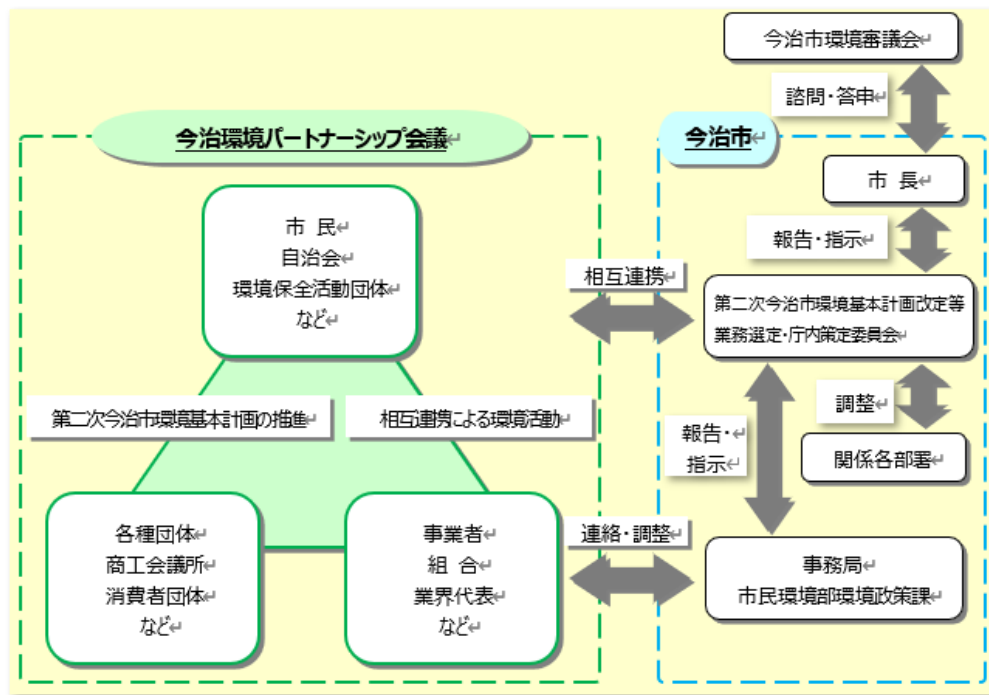 今治市環境審議会↵
諮問・答申↵
今治環境パートナーシップ会議↵
今治市↵
市 長↵
報告・指示↵
市 民↵
自治会↵
環境保全活動団体↵
など↵
相互連携↵
第二次今治市環境基本計画改定等
業務選定・庁内策定委員会↵
第二次今治市環境基本計画の推進↵
相互連携による環境活動↵
調整↵
報告・↵
指示↵
関係各部署↵
各種団体↵
商工会議所↵
消費者団体↵
など↵
事業者↵
組 合↵
業界代表↵
など↵
連絡・調整↵
事務局↵
市民環境部環境政策課↵